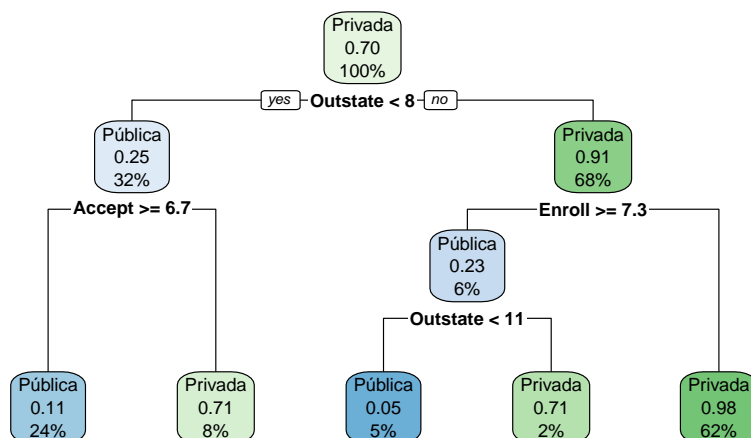 Privada
0.70
100%
yes Outstate < 8 no
Pública
0.25
32%
Privada
0.91
68%
Accept >= 6.7
Enroll >= 7.3
Pública
0.23
6%
Outstate < 11
Pública
0.11
24%
Privada
0.71
8%
Pública
0.05
5%
Privada
0.71
2%
Privada
0.98
62%